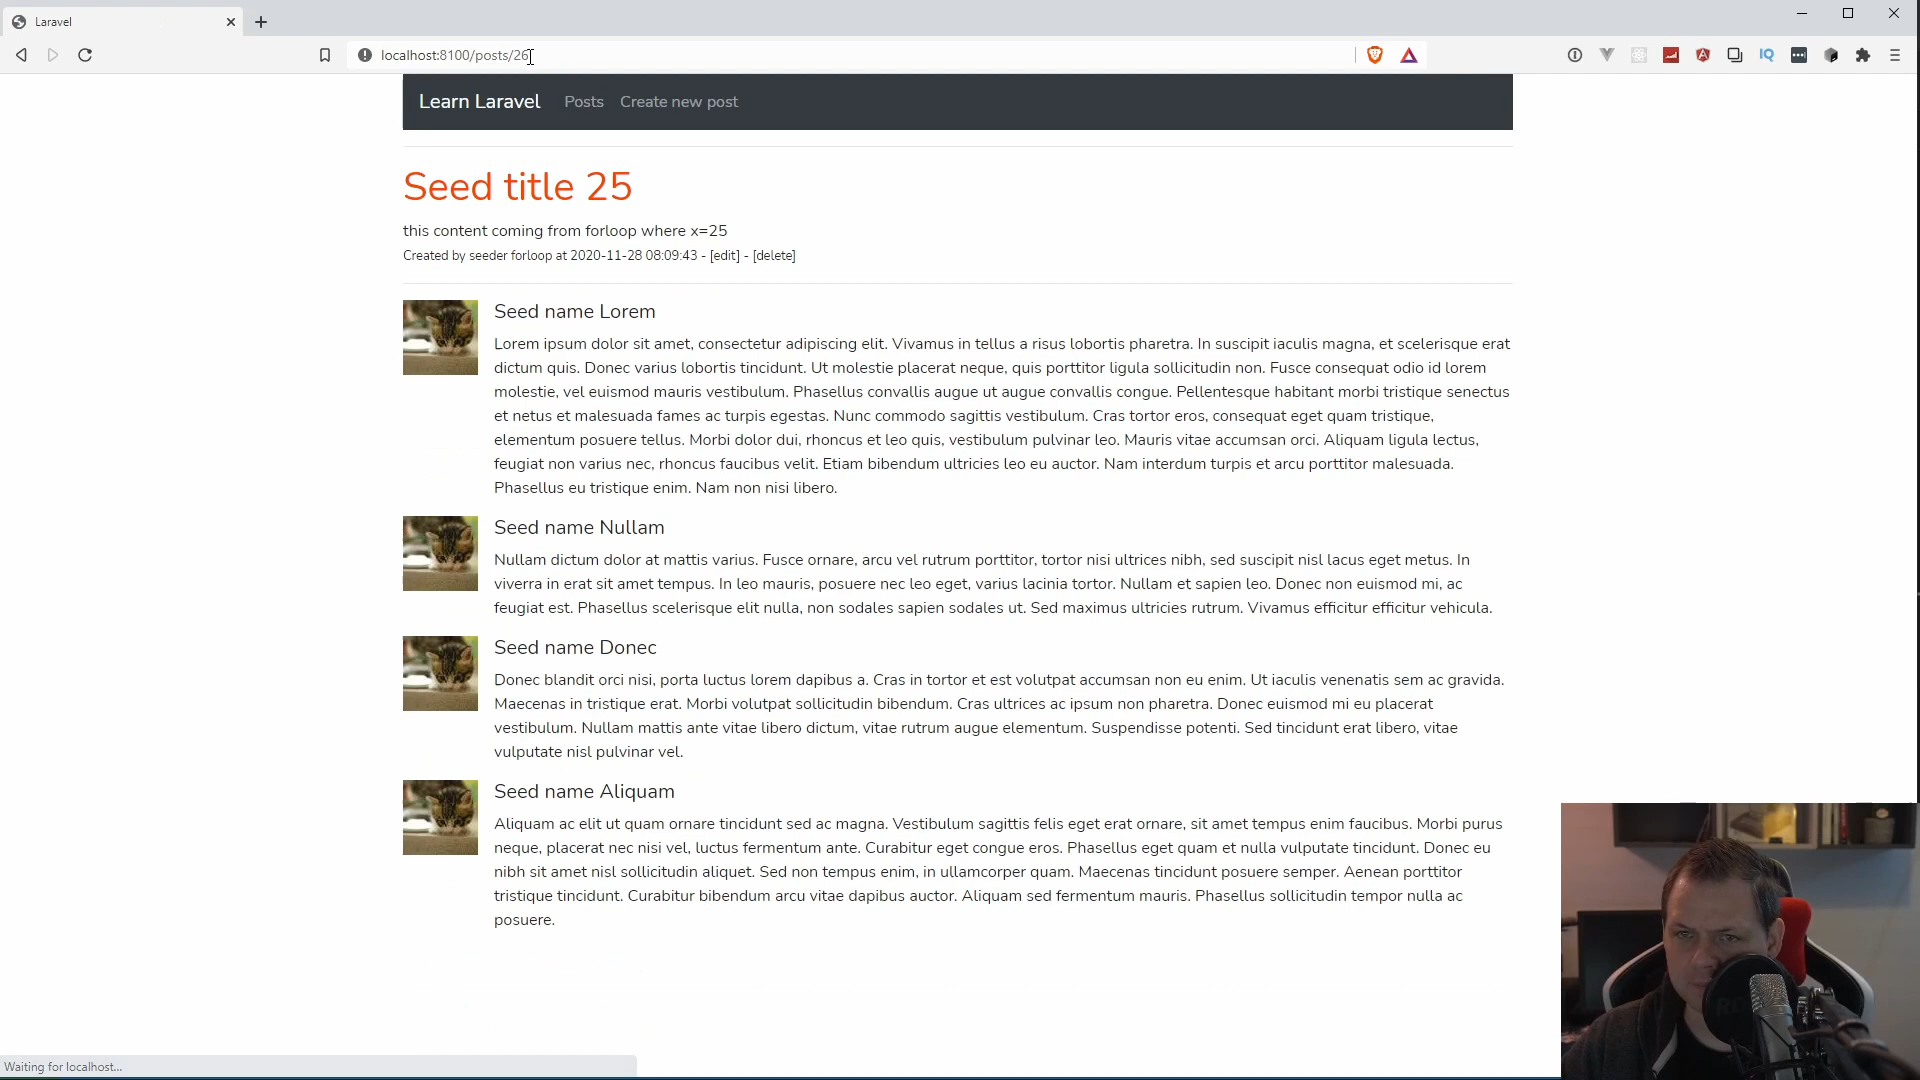 Laravel
localhost:8100/posts/26
Learn Laravel Posts Create new post
Seed title 25
this content coming from forloop where x=25
Created by seeder forloop at 2020-11-28 08:09:43 - [edit] - [delete]
Seed name Lorem
Lorem ipsum dolor sit amet, consectetur adipiscing elit. Vivamus in tellus a risus lobortis pharetra. In suscipit iaculis magna, et scelerisque erat
dictum quis. Donec varius lobortis tincidunt. Ut molestie placerat neque, quis porttitor ligula sollicitudin non. Fusce consequat odio id lorem
molestie, vel euismod mauris vestibulum. Phasellus convallis augue ut augue convallis congue. Pellentesque habitant morbi tristique senectus
et netus et malesuada fames ac turpis egestas. Nunc commodo sagittis vestibulum. Cras tortor eros, consequat eget quam tristique,
elementum posuere tellus. Morbi dolor dui, rhoncus et leo quis, vestibulum pulvinar leo. Mauris vitae accumsan orci. Aliquam ligula lectus,
feugiat non varius nec, rhoncus faucibus velit. Etiam bibendum ultricies leo eu auctor. Nam interdum turpis et arcu porttitor malesuada.
Phasellus eu tristique enim. Nam non nisi libero.
Seed name Nullam
Nullam dictum dolor at mattis varius. Fusce ornare, arcu vel rutrum porttitor, tortor nisi ultrices nibh, sed suscipit nisl lacus eget metus. In
viverra in erat sit amet tempus. In leo mauris, posuere nec leo eget, varius lacinia tortor. Nullam et sapien leo. Donec non euismod mi, ac
feugiat est. Phasellus scelerisque elit nulla, non sodales sapien sodales ut. Sed maximus ultricies rutrum. Vivamus efficitur efficitur vehicula.
Seed name Donec
Donec blandit orci nisi, porta luctus lorem dapibus a. Cras in tortor et est volutpat accumsan non eu enim. Ut iaculis venenatis sem ac gravida.
Maecenas in tristique erat. Morbi volutpat sollicitudin bibendum. Cras ultrices ac ipsum non pharetra. Donec euismod mi eu placerat
vestibulum. Nullam mattis ante vitae libero dictum, vitae rutrum augue elementum. Suspendisse potenti. Sed tincidunt erat libero, vitae
vulputate nisl pulvinar vel.
Seed name Aliquam
Aliquam ac elit ut quam ornare tincidunt sed ac magna. Vestibulum sagittis felis eget erat ornare, sit amet tempus enim faucibus. Morbi purus
neque, placerat nec nisi vel, luctus fermentum ante. Curabitur eget congue eros. Phasellus eget quam et nulla vulputate tincidunt. Donec eu
nibh sit amet nisl sollicitudin aliquet. Sed non tempus enim, in ullamcorper quam. Maecenas tincidunt posuere semper. Aenean porttitor
tristique tincidunt. Curabitur bibendum arcu vitae dapibus auctor. Aliquam sed fermentum mauris. Phasellus sollicitudin tempor nulla ac
posuere.
Waiting for localhost...